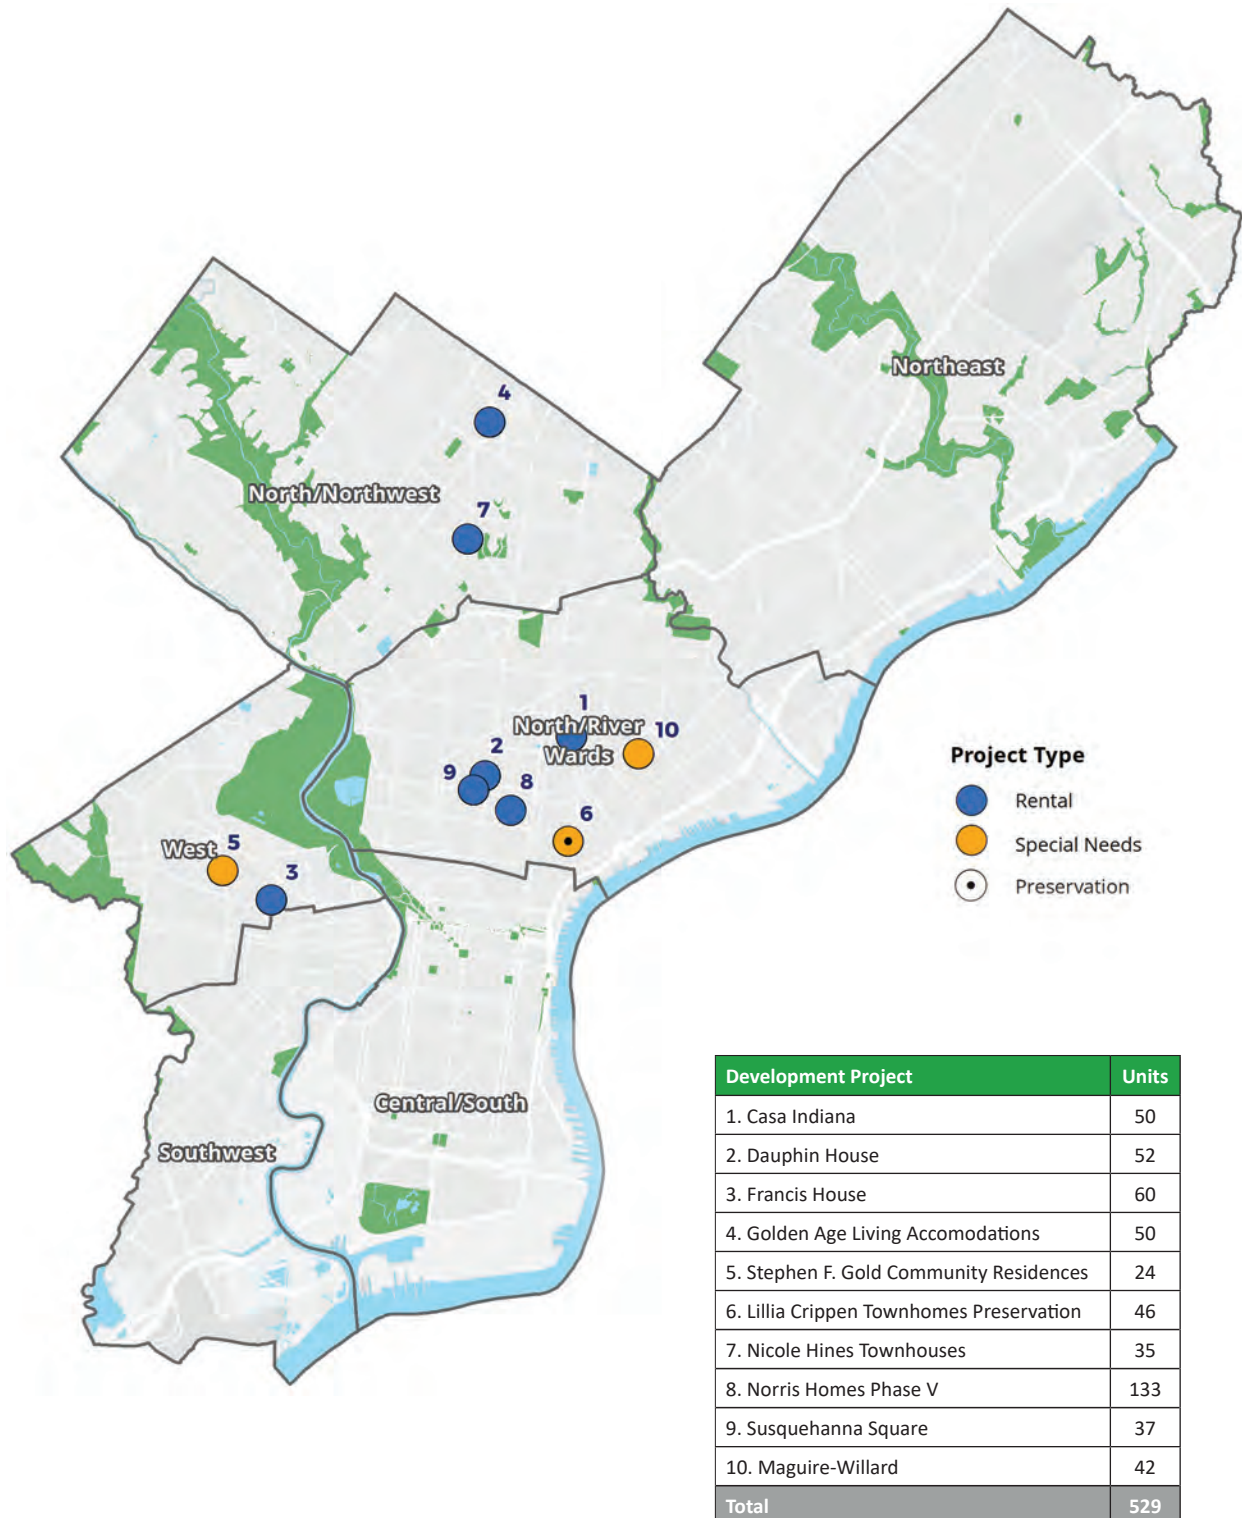 Northeast
4
North/Northwest
7
1
North/River
Wards
10
2
9
8
6
West
5
3
Central/South
Southwest
Project Type
Rental
Special Needs
Preservation
Development Project Units
1. Casa Indiana 50
2. Dauphin House 52
3. Francis House 60
4. Golden Age Living Accomodations 50
5. Stephen F. Gold Community Residences 24
6. Lillia Crippen Townhomes Preservation 46
7. Nicole Hines Townhouses 35
8. Norris Homes Phase V 133
9. Susquehanna Square 37
10. Maguire-Willard 42
Total 529